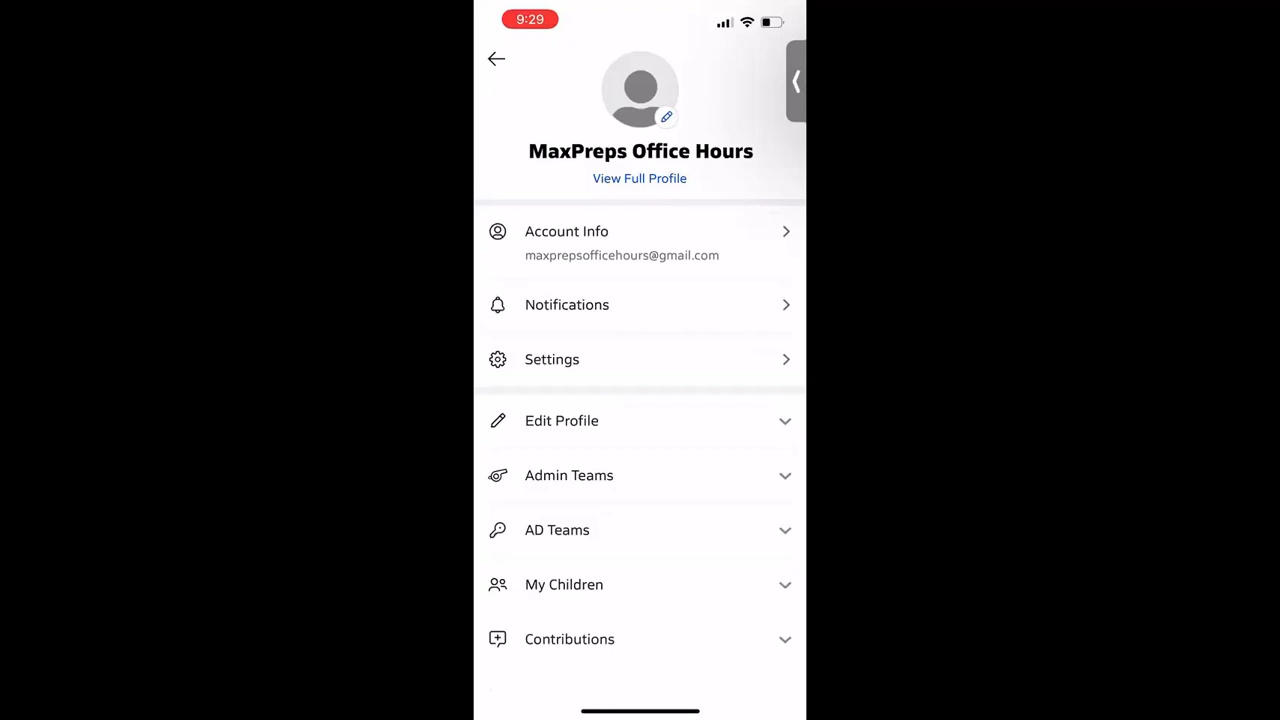 9:29
MaxPreps Office Hours
View Full Profile
Account Info
maxprepsofficehours@gmail.com
Notifications
Settings
Edit Profile
Admin Teams
AD Teams
My Children
Contributions